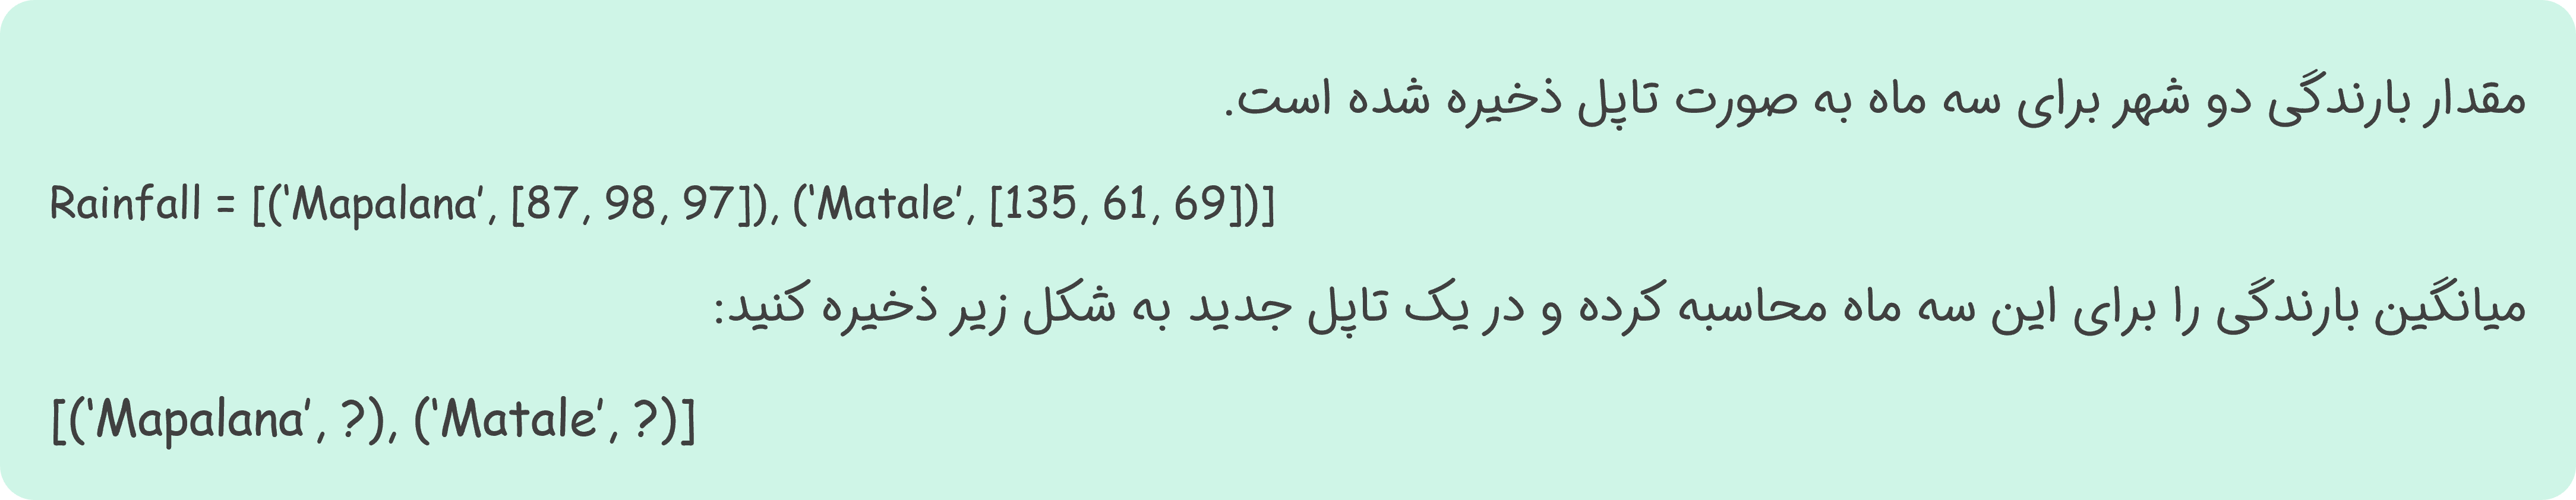 مقدار بارندگی دو شهر برای سه ماه به صورت تاپل ذخیره شده است.
Rainfall = [(‘Mapalana’, [87, 98, 97]), (‘Matale’, [135, 61, 69])]
میانگین بارندگی را برای این سه ماه محاسبه کرده و در یک تاپل جدید به شکل زیر ذخیره کنید:
[(‘Mapalana’, ?), (‘Matale’, ?)]